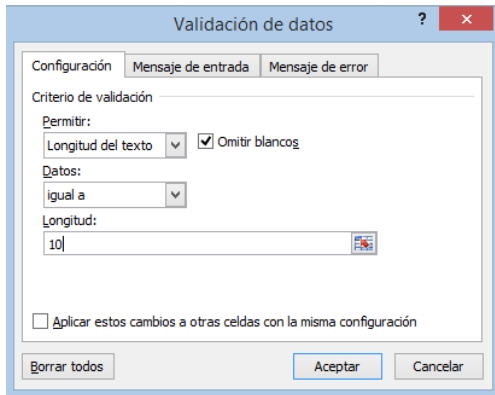 Validación de datos
?
Configuración
Mensaje de entrada
Mensaje de error
Criterio de validación
Permitir:
Longitud del texto
Omitir blancos
Datos:
igual a
Longitud:
10
Aplicar estos cambios a otras celdas con la misma configuración
Borrar todos
Aceptar
Cancelar